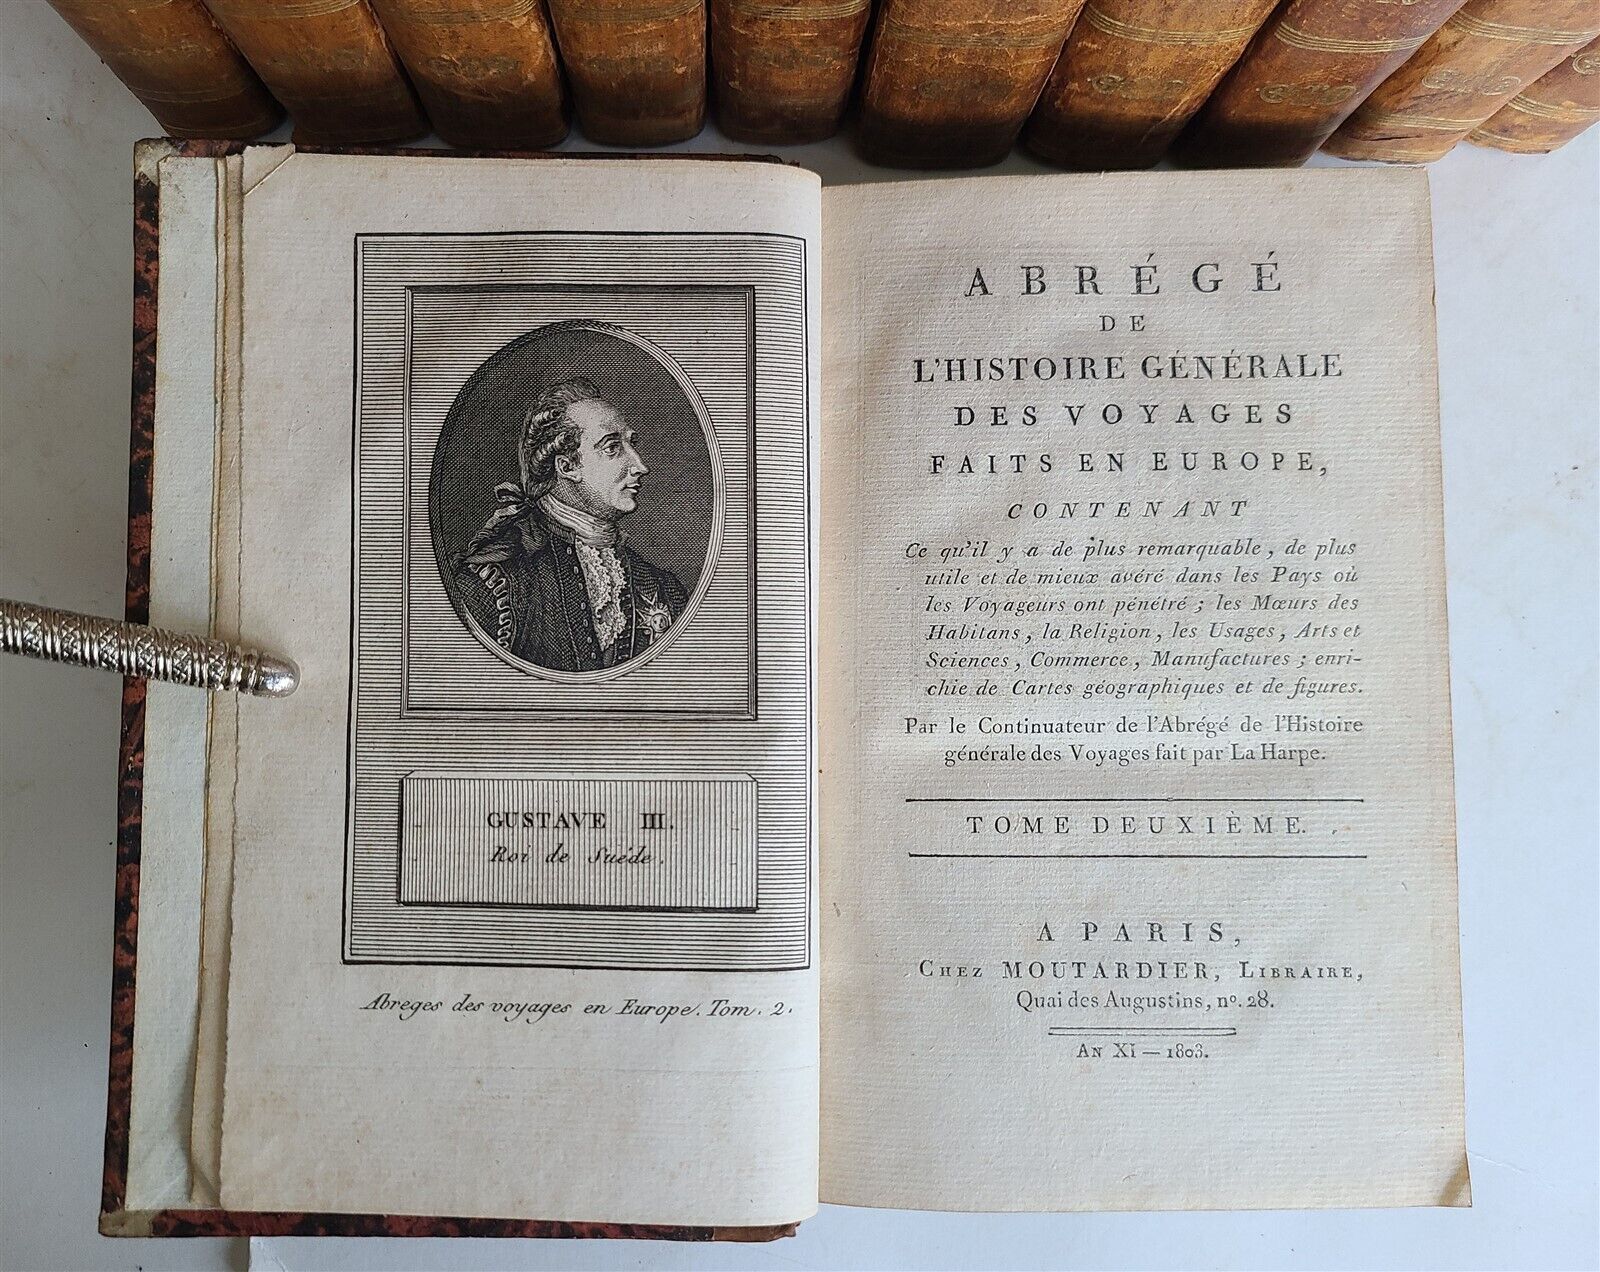 GUSTAVE III.
Roi de Suéde.
Abreges des voyages en Europe. Tom. 2.
ABRÉGÉ
DE
L'HISTOIRE GÉNÉRALE
DES VOYAGES
FAITS EN EUROPE,
CONTENANT
Ce qu'il y a de plus remarquable, de plus
utile et de mieux avéré dans les Pays où
les Voyageurs ont pénétré ; les Mœurs des
Habitans, la Religion, les Usages, Arts et
Sciences, Commerce, Manufactures ; enri-
chie de Cartes géographiques et de figures.
Par le Continuateur de l'Abrégé de l'Histoire
générale des Voyages fait par La Harpe.
TOME DEUXIÈME.
A PARIS,
CHEZ MOUTARDIER, LIBRAIRE,
Quai des Augustins, nº. 28.
AN XI — 1803.